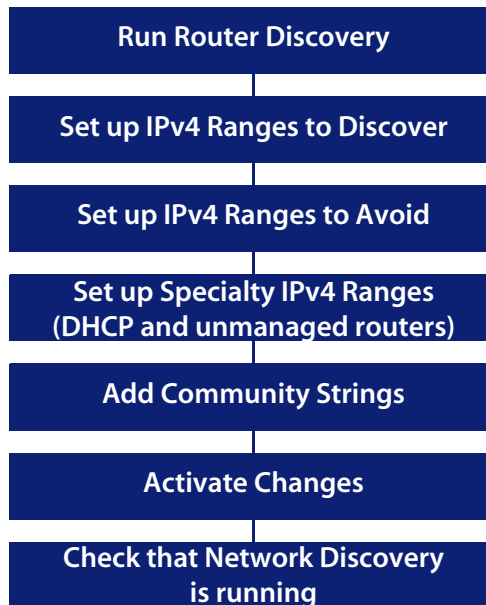 Run Router Discovery
Set up IPv4 Ranges to Discover
Set up IPv4 Ranges to Avoid
Set up Specialty IPv4 Ranges
(DHCP and unmanaged routers)
Add Community Strings
Activate Changes
Check that Network Discovery
is running